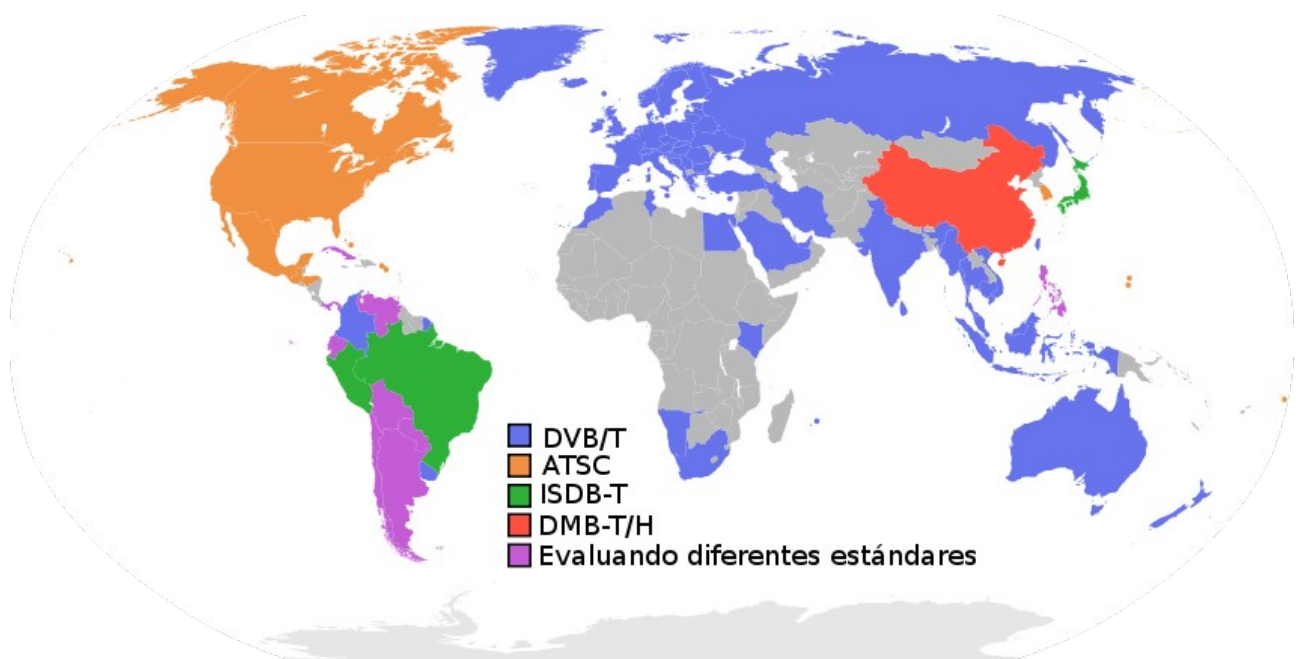 DVB/T
ATSC
ISDB-T
DMB-T/H
Evaluando diferentes estándares